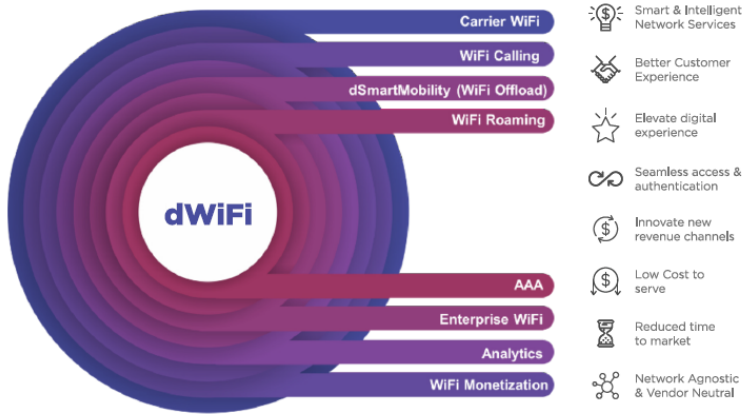 Carrier WiFi
WiFi Calling
dSmartMobility (WiFi Offload)
WiFi Roaming
dWiFi
AAA
Enterprise WiFi
Analytics
WiFi Monetization
Smart & Intelligent
Network Services
Better Customer
Experience
Elevate digital
experience
Seamless access &
authentication
Innovate new
revenue channels
Low Cost to
serve
Reduced time
to market
Network Agnostic
& Vendor Neutral